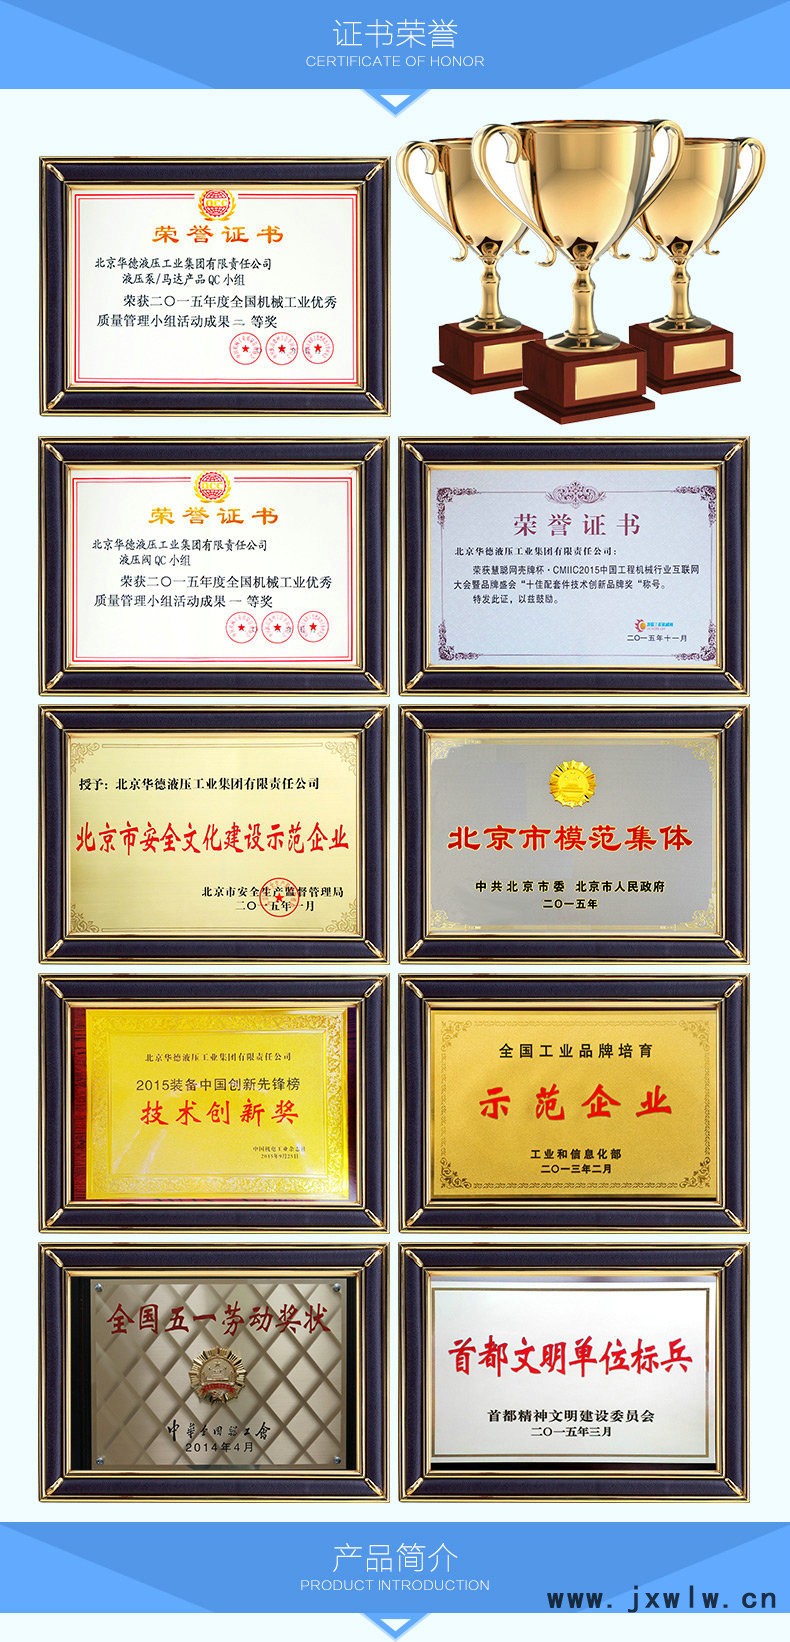 证书荣誉
CERTIFICATE OF HONOR
QCC
荣誉证书
北京华德液压工业集团有限责任公司
液压泵/马达产品QC小组
荣获二〇一五年度全国机械工业优秀
质量管理小组活动成果 二 等奖
QCC
荣誉证书
北京华德液压工业集团有限责任公司
液压阀QC小组
荣获二〇一五年度全国机械工业优秀
质量管理小组活动成果 一 等奖
荣誉证书
北京华德液压工业集团有限责任公司：
荣获慧聪网壳牌杯·CMIIC2015中国工程机械行业互联网
大会暨品牌盛会“十佳配套件技术创新品牌奖“称号。
特发此证，以兹鼓励。
二〇一五年十一月
授予：北京华德液压工业集团有限责任公司
北京市安全文化建设示范企业
北京市安全生产监督管理局
二〇一五年一月
北京市模范集体
中共北京市委 北京市人民政府
二〇一五年
北京华德液压工业集团有限责任公司
2015装备中国创新先锋榜
技术创新奖
中国机电工业杂志社
2015年9月25日
全国工业品牌培育
示范企业
工业和信息化部
二〇一三年二月
全国五一劳动奖状
中华全国总工会
2014年4月
首都文明单位标兵
首都精神文明建设委员会
二〇一五年三月
产品简介
PRODUCT INTRODUCTION
www.jxwlw.cn